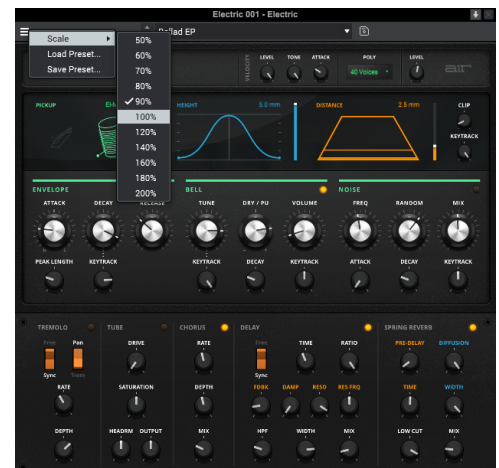 Electric 001 - Electric
Ballad EP
Scale
Load Preset...
Save Preset...
50%
60%
70%
80%
✓ 90%
100%
120%
140%
160%
180%
200%
VELOCITY
LEVEL TONE ATTACK
POLY
40 Voices
LEVEL
air
PICKUP
HEIGHT 5.0 mm
DISTANCE 2.5 mm
CLIP
KEYTRACK
ENVELOPE
ATTACK DECAY RELEASE
PEAK LENGTH KEYTRACK
BELL
TUNE DRY / PU VOLUME
KEYTRACK DECAY KEYTRACK
NOISE
FREQ RANDOM MIX
ATTACK DECAY KEYTRACK
TREMOLO
Free Pan
Sync
RATE
DEPTH
TUBE
DRIVE
SATURATION
HEADRM OUTPUT
CHORUS
RATE
DEPTH
MIX
DELAY
Free TIME RATIO
Sync
FDBK DAMP RESO RES FRQ
HPF WIDTH MIX
SPRING REVERB
PRE-DELAY DIFFUSION
TIME WIDTH
LOW CUT MIX